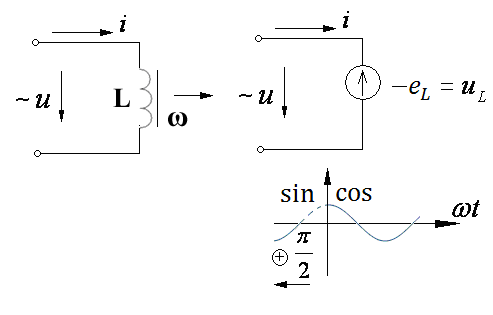 i
i
~ u
L
ω
~ u
−e_L = u_L
sin cos
ωt
⊕ π/2